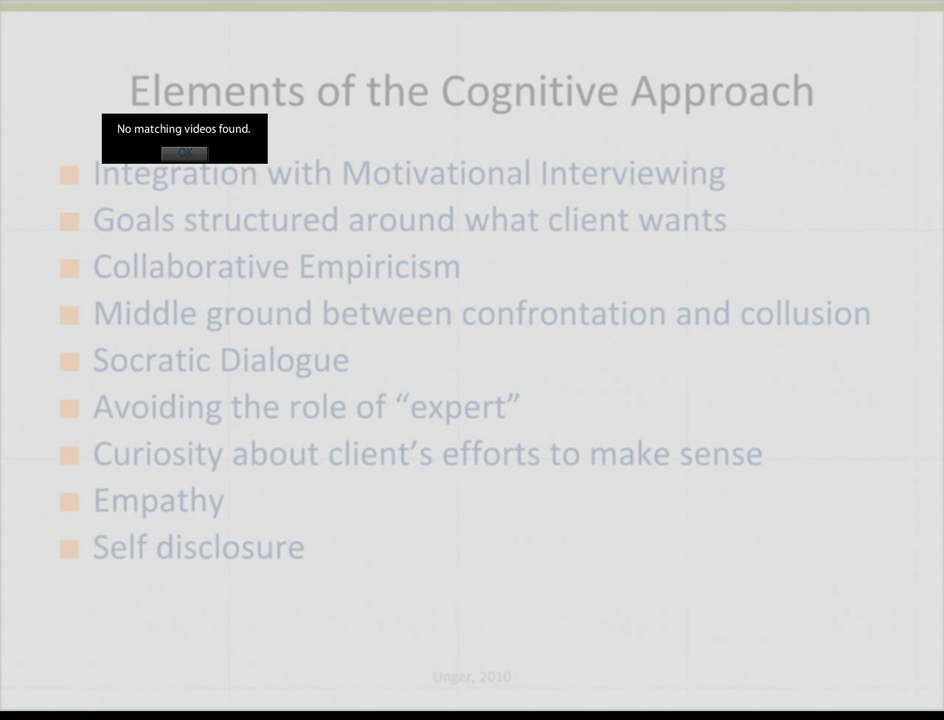 Elements of the Cognitive Approach
No matching videos found.
OK
Integration with Motivational Interviewing
Goals structured around what client wants
Collaborative Empiricism
Middle ground between confrontation and collusion
Socratic Dialogue
Avoiding the role of “expert”
Curiosity about client’s efforts to make sense
Empathy
Self disclosure
Unger, 2010